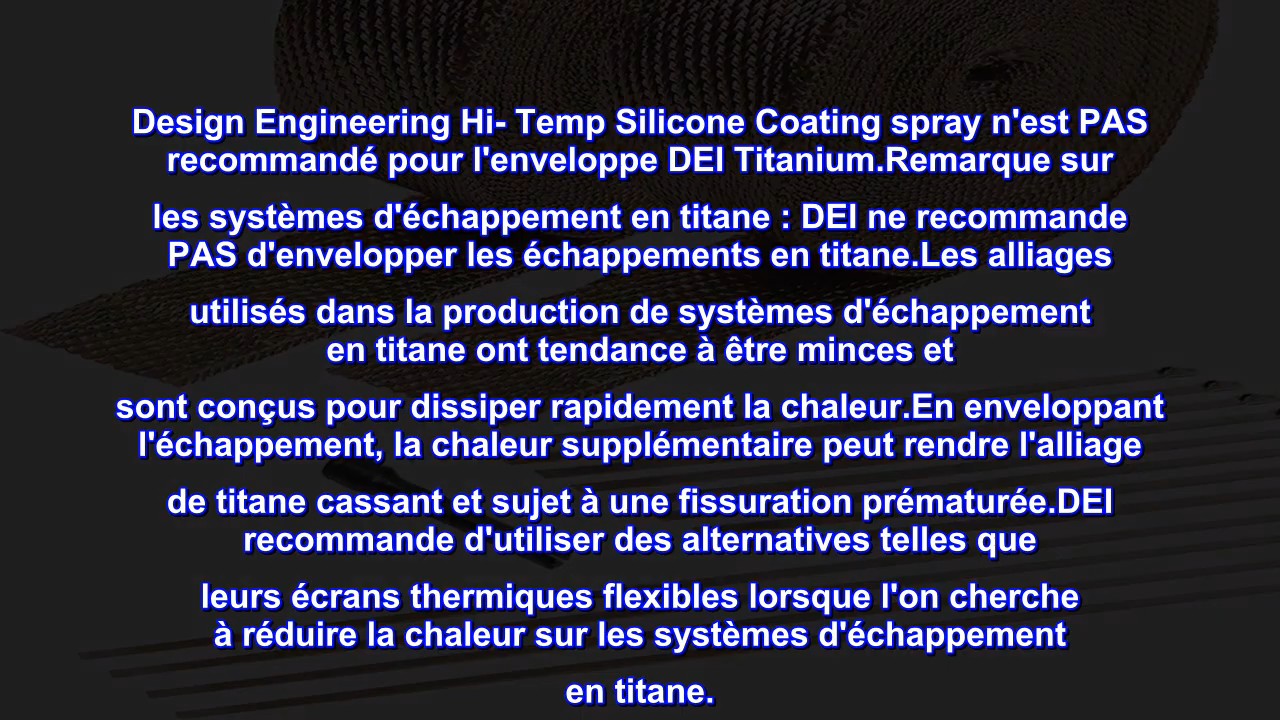 Design Engineering Hi- Temp Silicone Coating spray n'est PAS
recommandé pour l'enveloppe DEI Titanium.Remarque sur
les systèmes d'échappement en titane : DEI ne recommande
PAS d'envelopper les échappements en titane.Les alliages
utilisés dans la production de systèmes d'échappement
en titane ont tendance à être minces et
sont conçus pour dissiper rapidement la chaleur.En enveloppant
l'échappement, la chaleur supplémentaire peut rendre l'alliage
de titane cassant et sujet à une fissuration prématurée.DEI
recommande d'utiliser des alternatives telles que
leurs écrans thermiques flexibles lorsque l'on cherche
à réduire la chaleur sur les systèmes d'échappement
en titane.